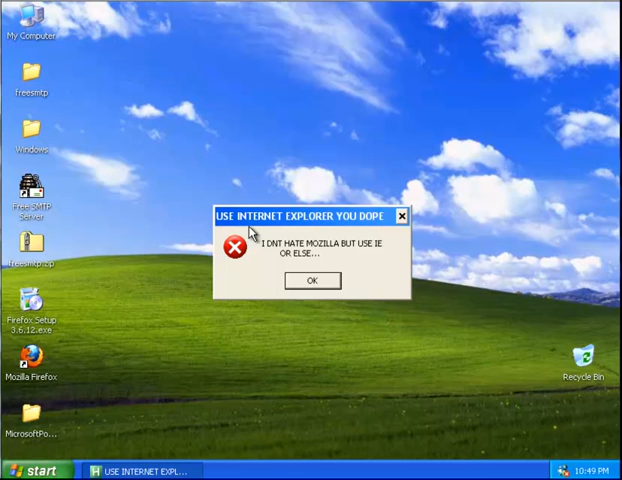 My Computer
freesmtp
Windows
Free SMTP
Server
freesmtp.zip
Firefox Setup
3.6.12.exe
Mozilla Firefox
MicrosoftPo...
USE INTERNET EXPLORER YOU DOPE
I DNT HATE MOZILLA BUT USE IE
OR ELSE...
OK
Recycle Bin
start
USE INTERNET EXPL...
10:49 PM